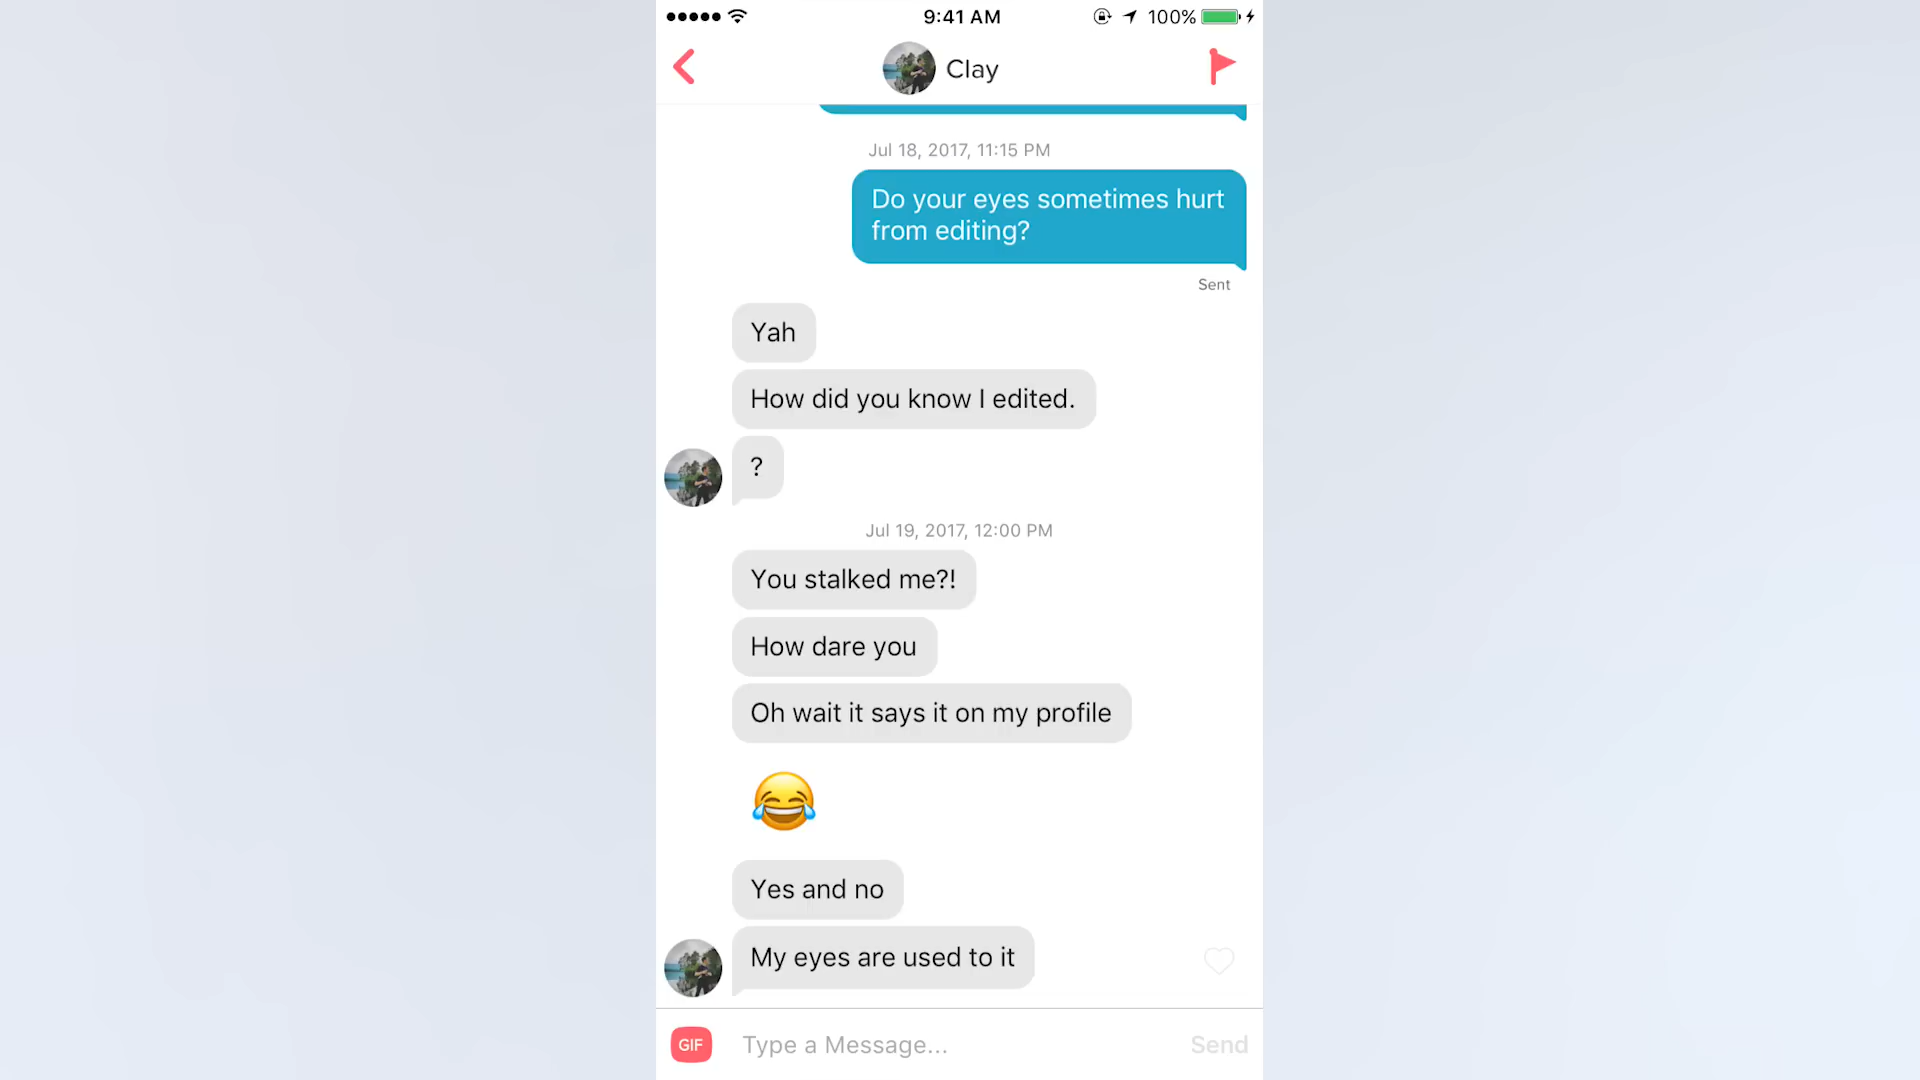 9:41 AM
100%
Clay
Jul 18, 2017, 11:15 PM
Do your eyes sometimes hurt
from editing?
Sent
Yah
How did you know I edited.
?
Jul 19, 2017, 12:00 PM
You stalked me?!
How dare you
Oh wait it says it on my profile
😂
Yes and no
My eyes are used to it
GIF
Type a Message...
Send